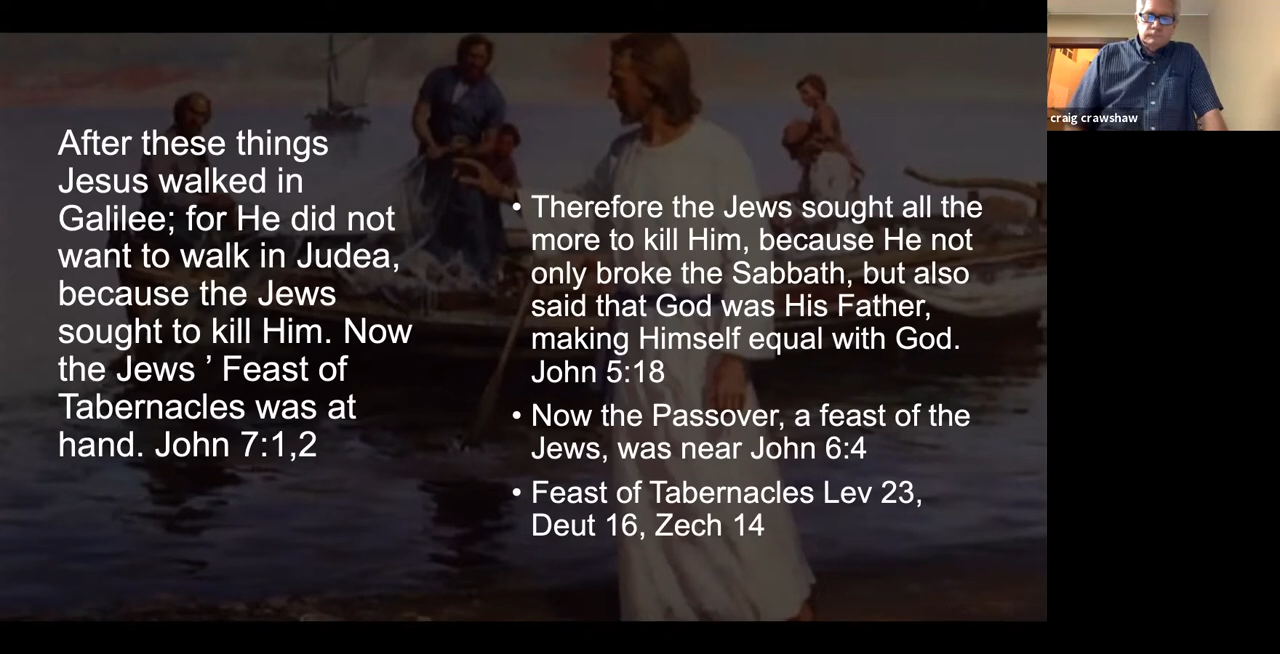 After these things
Jesus walked in
Galilee; for He did not
want to walk in Judea,
because the Jews
sought to kill Him. Now
the Jews ’ Feast of
Tabernacles was at
hand. John 7:1,2
• Therefore the Jews sought all the
more to kill Him, because He not
only broke the Sabbath, but also
said that God was His Father,
making Himself equal with God.
John 5:18
• Now the Passover, a feast of the
Jews, was near John 6:4
• Feast of Tabernacles Lev 23,
Deut 16, Zech 14
craig crawshaw